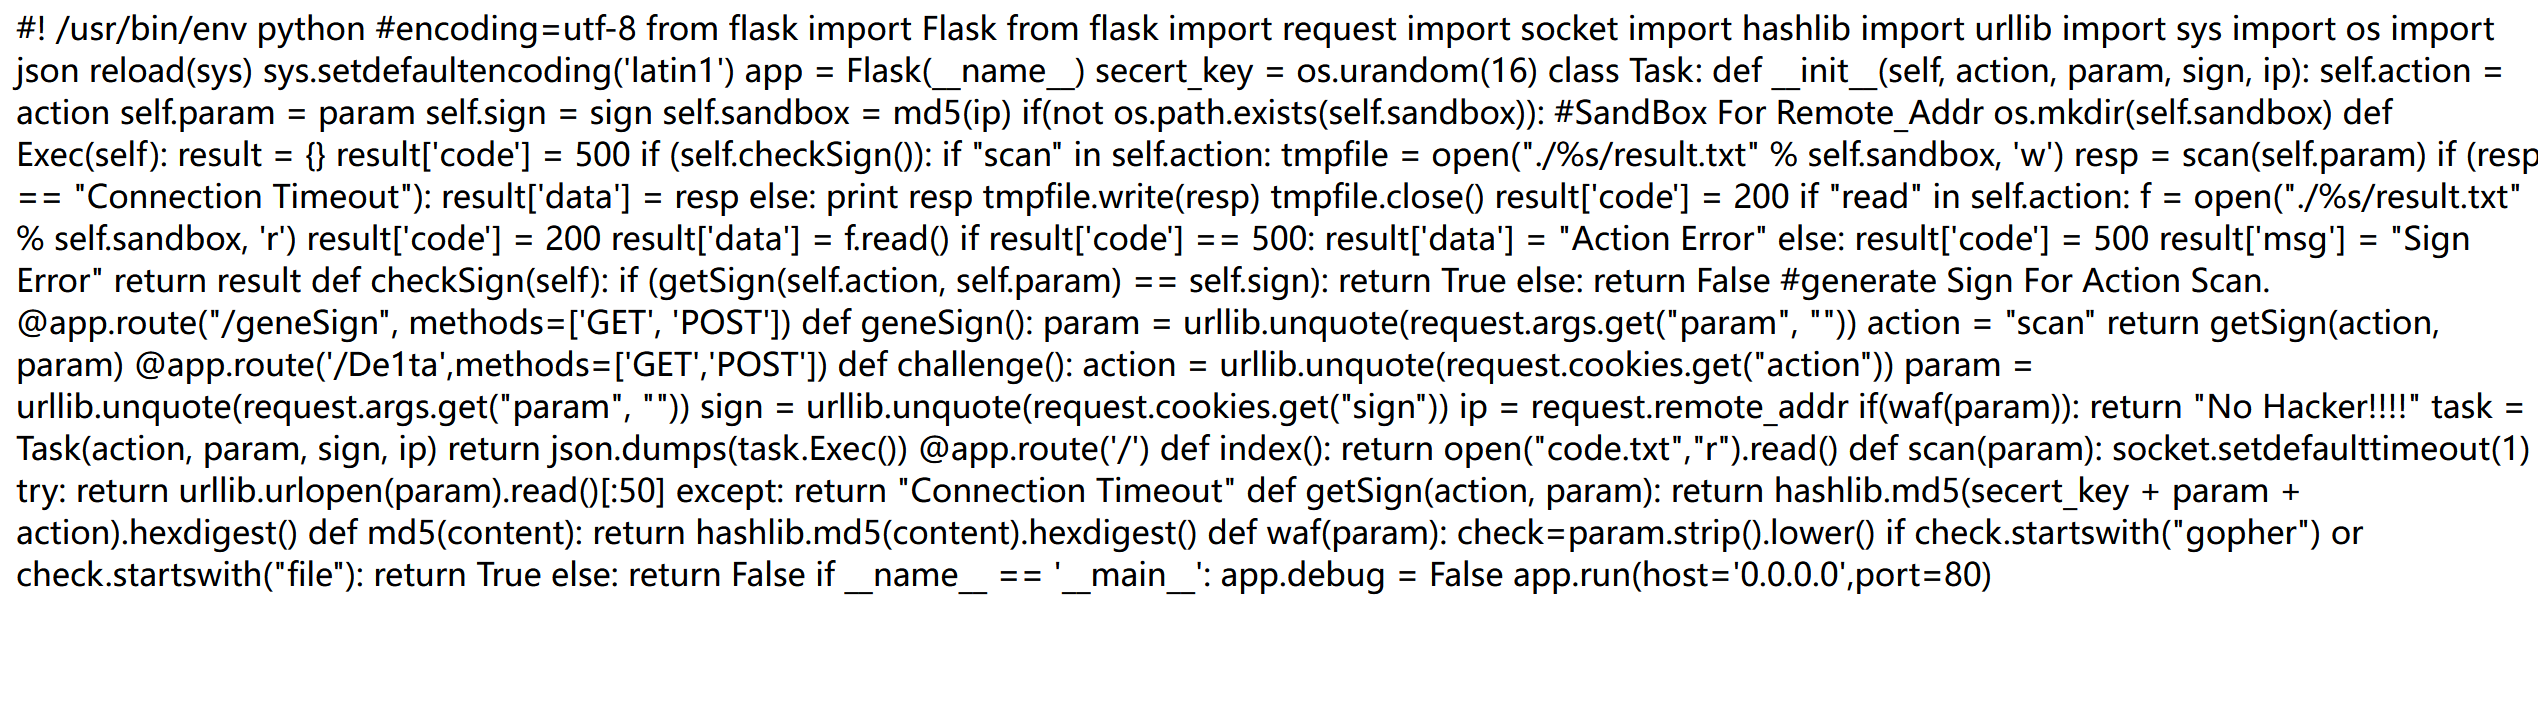 #! /usr/bin/env python #encoding=utf-8 from flask import Flask from flask import request import socket import hashlib import urllib import sys import os import
json reload(sys) sys.setdefaultencoding('latin1') app = Flask(__name__) secert_key = os.urandom(16) class Task: def __init__(self, action, param, sign, ip): self.action =
action self.param = param self.sign = sign self.sandbox = md5(ip) if(not os.path.exists(self.sandbox)): #SandBox For Remote_Addr os.mkdir(self.sandbox) def
Exec(self): result = {} result['code'] = 500 if (self.checkSign()): if "scan" in self.action: tmpfile = open("./%s/result.txt" % self.sandbox, 'w') resp = scan(self.param) if (resp
== "Connection Timeout"): result['data'] = resp else: print resp tmpfile.write(resp) tmpfile.close() result['code'] = 200 if "read" in self.action: f = open("./%s/result.txt"
% self.sandbox, 'r') result['code'] = 200 result['data'] = f.read() if result['code'] == 500: result['data'] = "Action Error" else: result['code'] = 500 result['msg'] = "Sign
Error" return result def checkSign(self): if (getSign(self.action, self.param) == self.sign): return True else: return False #generate Sign For Action Scan.
@app.route("/geneSign", methods=['GET', 'POST']) def geneSign(): param = urllib.unquote(request.args.get("param", "")) action = "scan" return getSign(action,
param) @app.route('/De1ta',methods=['GET','POST']) def challenge(): action = urllib.unquote(request.cookies.get("action")) param =
urllib.unquote(request.args.get("param", "")) sign = urllib.unquote(request.cookies.get("sign")) ip = request.remote_addr if(waf(param)): return "No Hacker!!!!" task =
Task(action, param, sign, ip) return json.dumps(task.Exec()) @app.route('/') def index(): return open("code.txt","r").read() def scan(param): socket.setdefaulttimeout(1)
try: return urllib.urlopen(param).read()[:50] except: return "Connection Timeout" def getSign(action, param): return hashlib.md5(secert_key + param +
action).hexdigest() def md5(content): return hashlib.md5(content).hexdigest() def waf(param): check=param.strip().lower() if check.startswith("gopher") or
check.startswith("file"): return True else: return False if __name__ == '__main__': app.debug = False app.run(host='0.0.0.0',port=80)